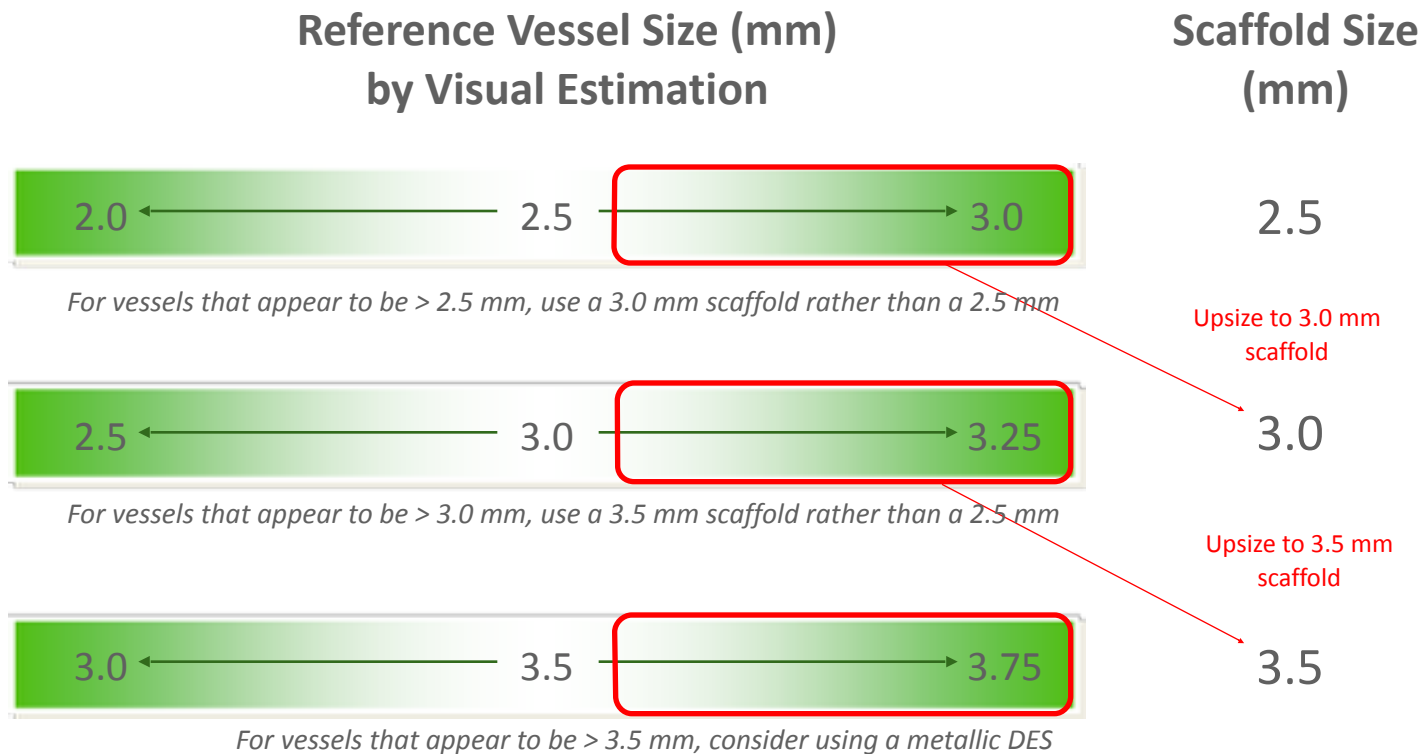 Reference Vessel Size (mm)
by Visual Estimation
Scaffold Size
(mm)
2.0
2.5
3.0
2.5
For vessels that appear to be > 2.5 mm, use a 3.0 mm scaffold rather than a 2.5 mm
Upsize to 3.0 mm
scaffold
2.5
3.0
3.25
3.0
For vessels that appear to be > 3.0 mm, use a 3.5 mm scaffold rather than a 2.5 mm
Upsize to 3.5 mm
scaffold
3.0
3.5
3.75
3.5
For vessels that appear to be > 3.5 mm, consider using a metallic DES